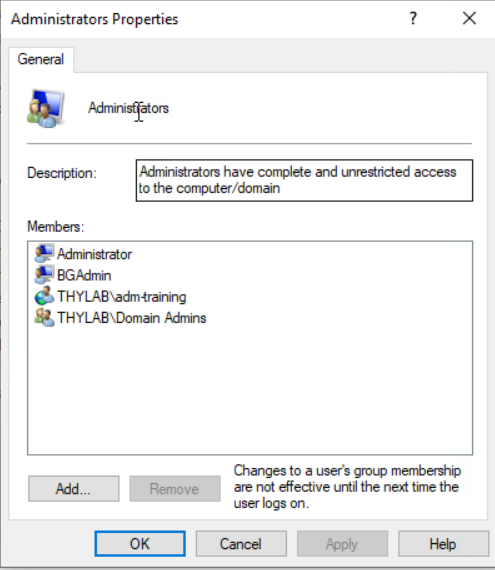 Administrators Properties
?
General
Administrators
Description:
Administrators have complete and unrestricted access
to the computer/domain
Members:
Administrator
BGAdmin
THYLAB\adm-training
THYLAB\Domain Admins
Add...
Remove
Changes to a user's group membership
are not effective until the next time the
user logs on.
OK
Cancel
Apply
Help